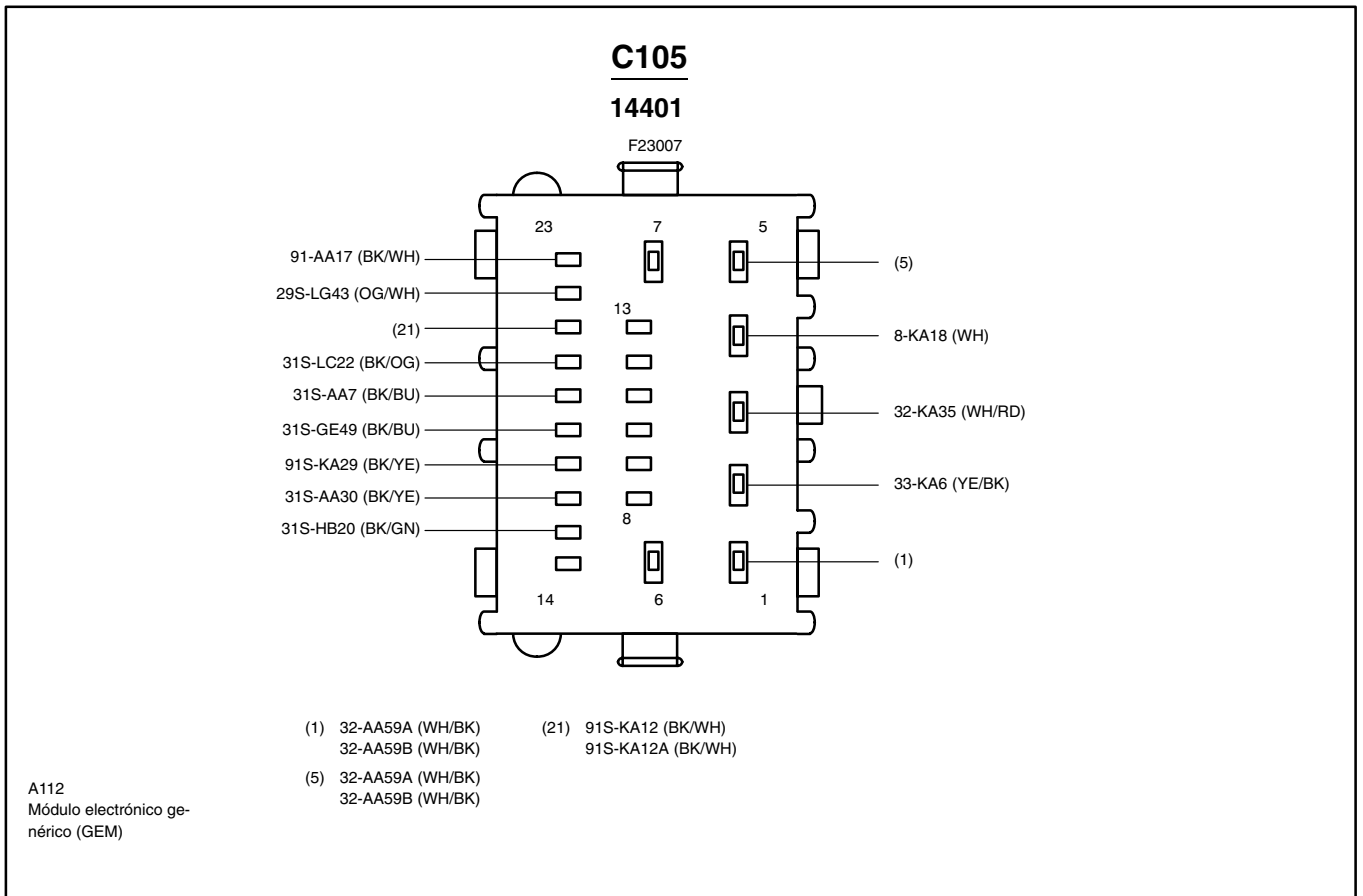 C105
14401
F23007
23
7
5
91-AA17 (BK/WH)
(5)
29S-LG43 (OG/WH)
13
(21)
8-KA18 (WH)
31S-LC22 (BK/OG)
31S-AA7 (BK/BU)
32-KA35 (WH/RD)
31S-GE49 (BK/BU)
91S-KA29 (BK/YE)
33-KA6 (YE/BK)
31S-AA30 (BK/YE)
8
31S-HB20 (BK/GN)
(1)
14
6
1
(1) 32-AA59A (WH/BK)
32-AA59B (WH/BK)
(5) 32-AA59A (WH/BK)
32-AA59B (WH/BK)
(21) 91S-KA12 (BK/WH)
91S-KA12A (BK/WH)
A112
Módulo electrónico ge-
nérico (GEM)